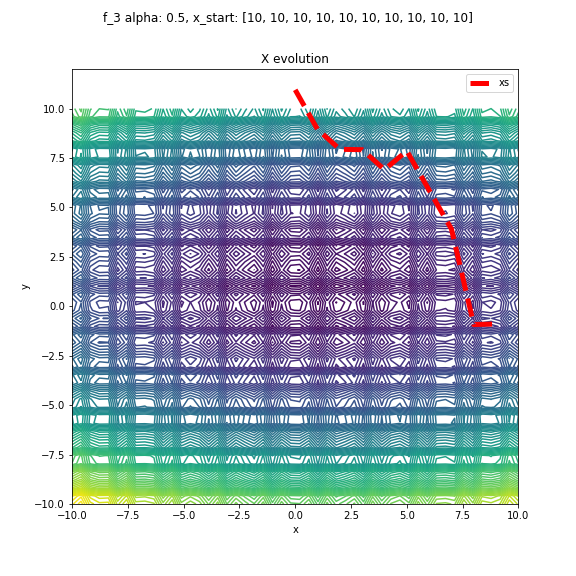 f_3 alpha: 0.5, x_start: [10, 10, 10, 10, 10, 10, 10, 10, 10, 10]
X evolution
xs
10.0
7.5
5.0
2.5
0.0
−2.5
−5.0
−7.5
−10.0
y
−10.0 −7.5 −5.0 −2.5 0.0 2.5 5.0 7.5 10.0
x